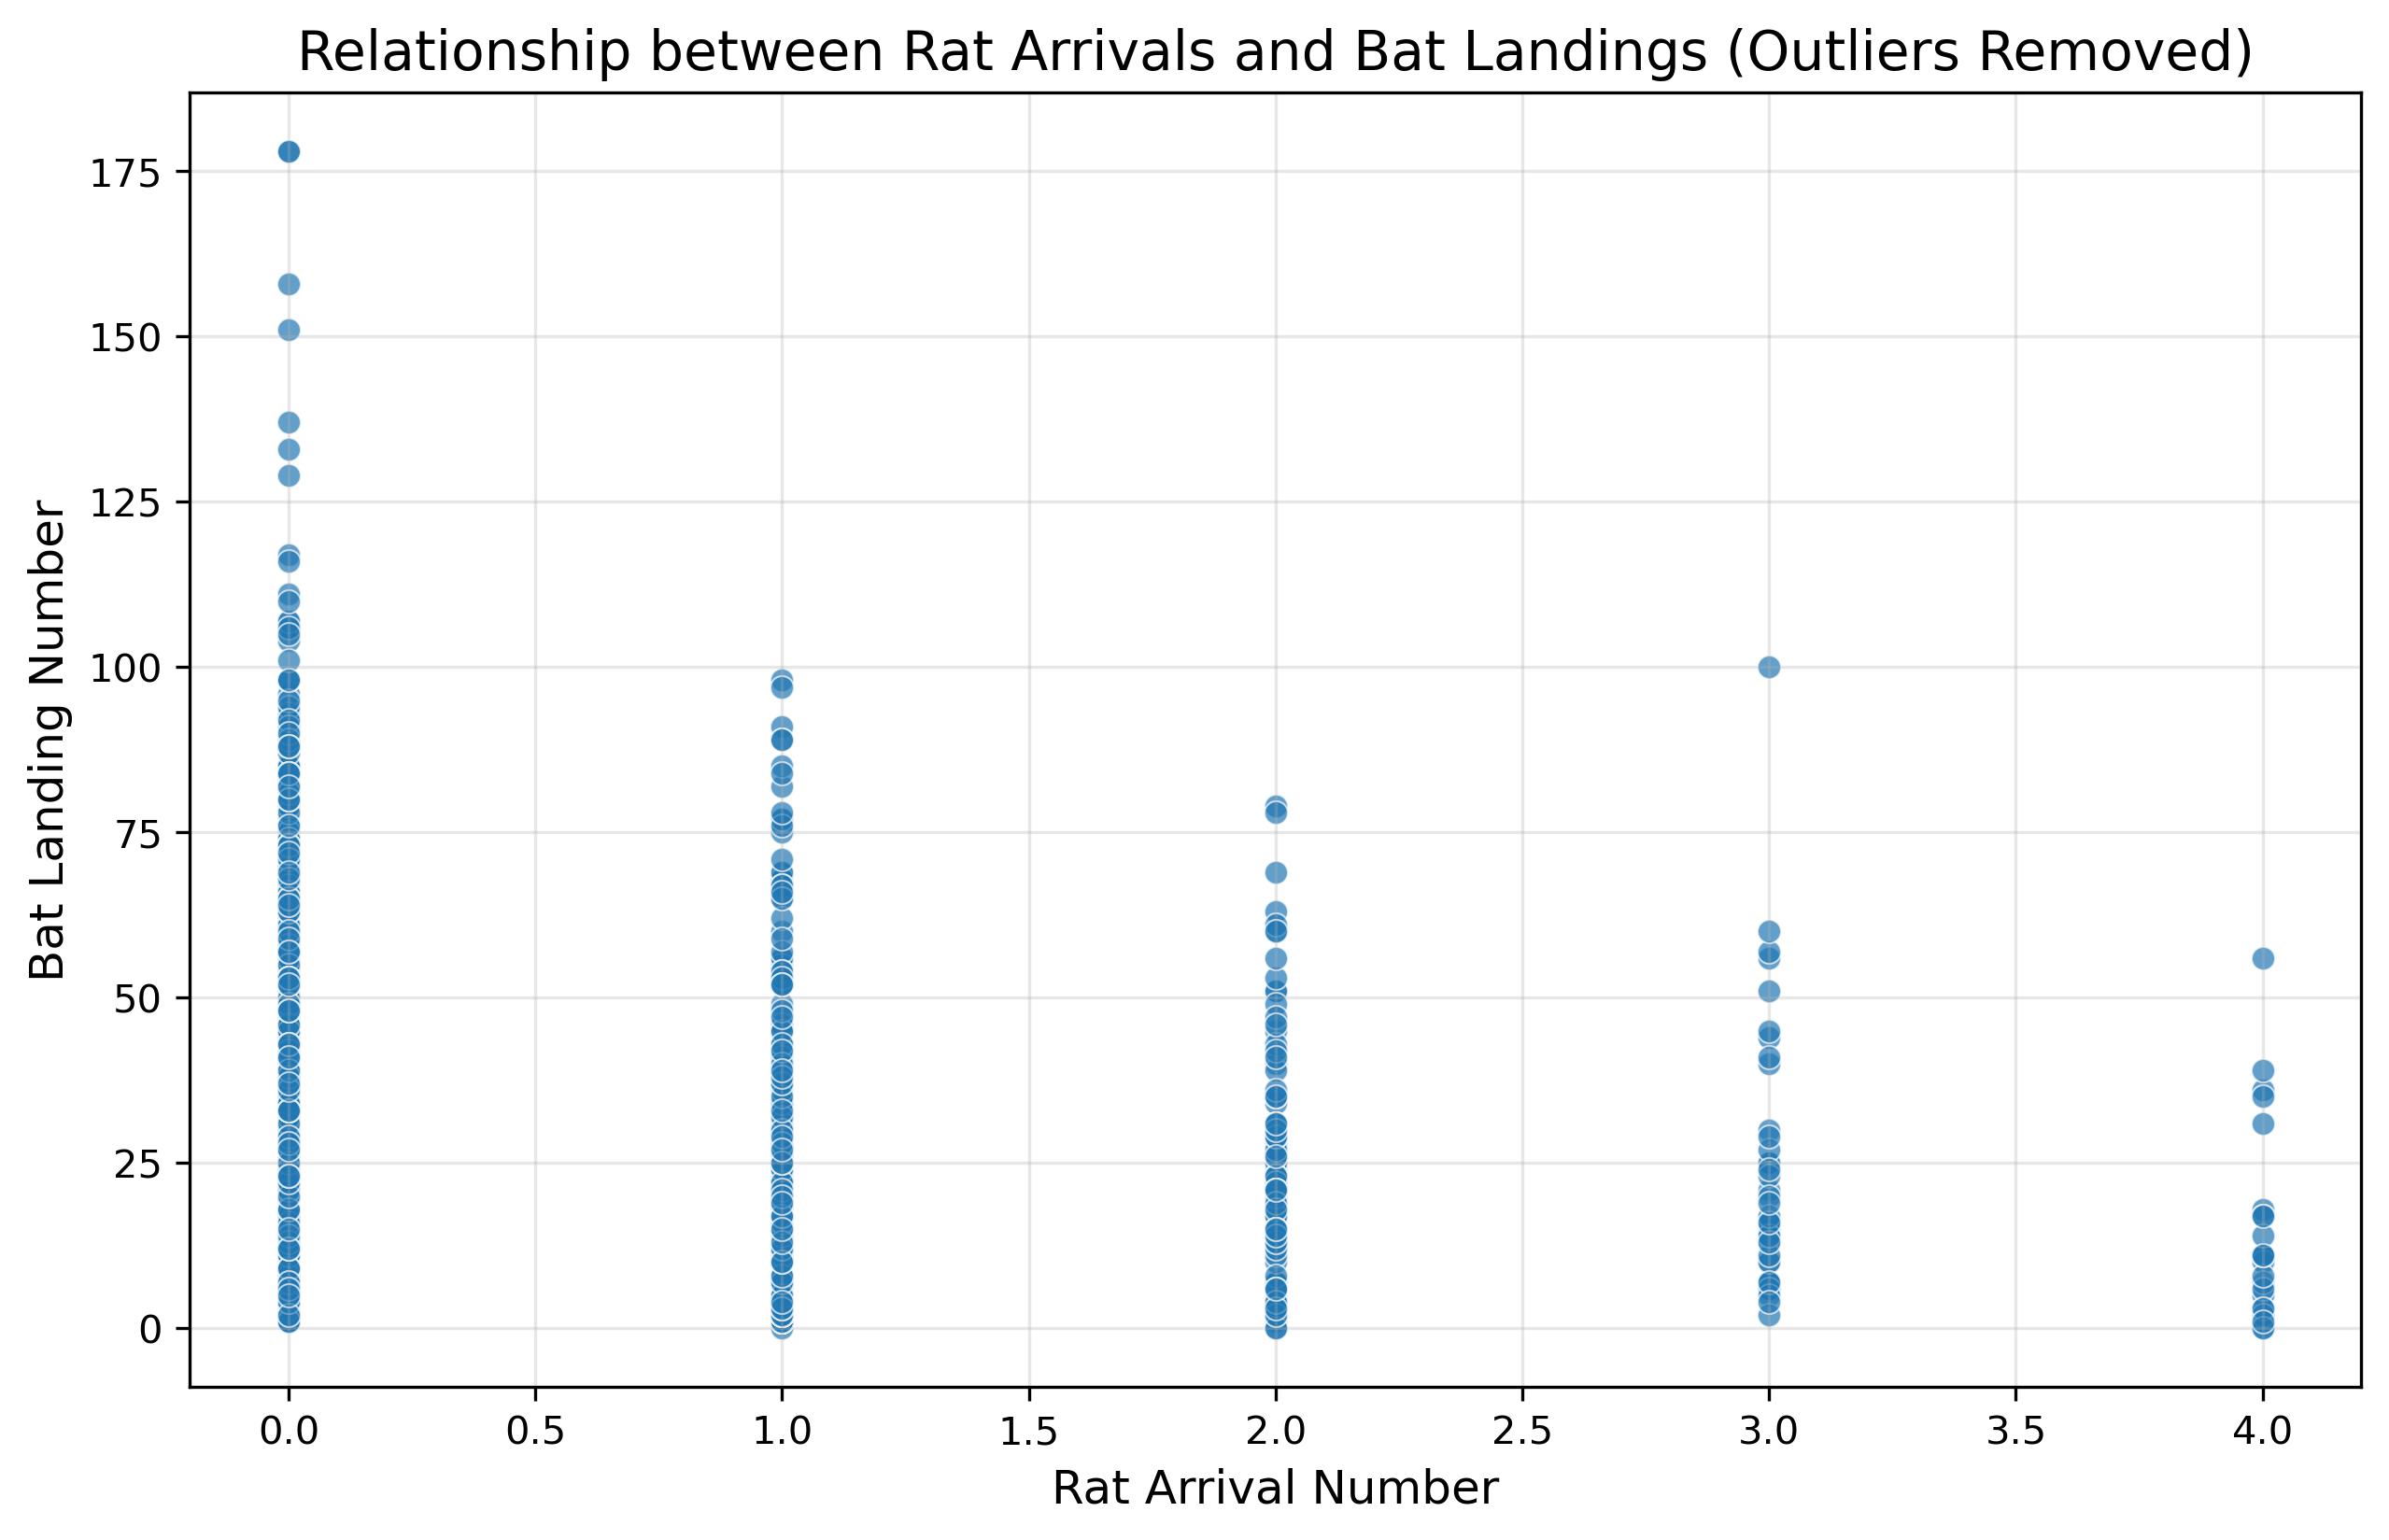 Relationship between Rat Arrivals and Bat Landings (Outliers Removed)
175
150
125
100
75
50
25
0
Bat Landing Number
0.0 0.5 1.0 1.5 2.0 2.5 3.0 3.5 4.0
Rat Arrival Number